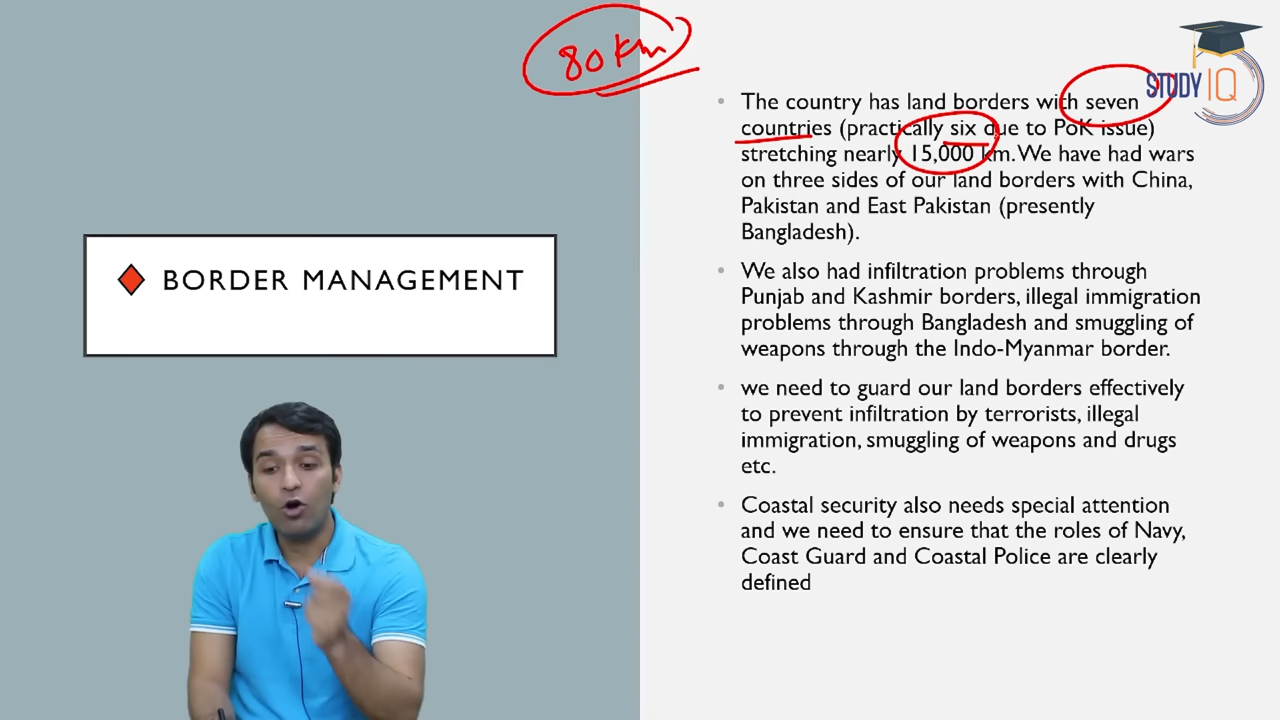 80 km
STUDY IQ
BORDER MANAGEMENT
• The country has land borders with seven
countries (practically six due to PoK issue)
stretching nearly 15,000 km. We have had wars
on three sides of our land borders with China,
Pakistan and East Pakistan (presently
Bangladesh).
• We also had infiltration problems through
Punjab and Kashmir borders, illegal immigration
problems through Bangladesh and smuggling of
weapons through the Indo-Myanmar border.
• we need to guard our land borders effectively
to prevent infiltration by terrorists, illegal
immigration, smuggling of weapons and drugs
etc.
• Coastal security also needs special attention
and we need to ensure that the roles of Navy,
Coast Guard and Coastal Police are clearly
defined